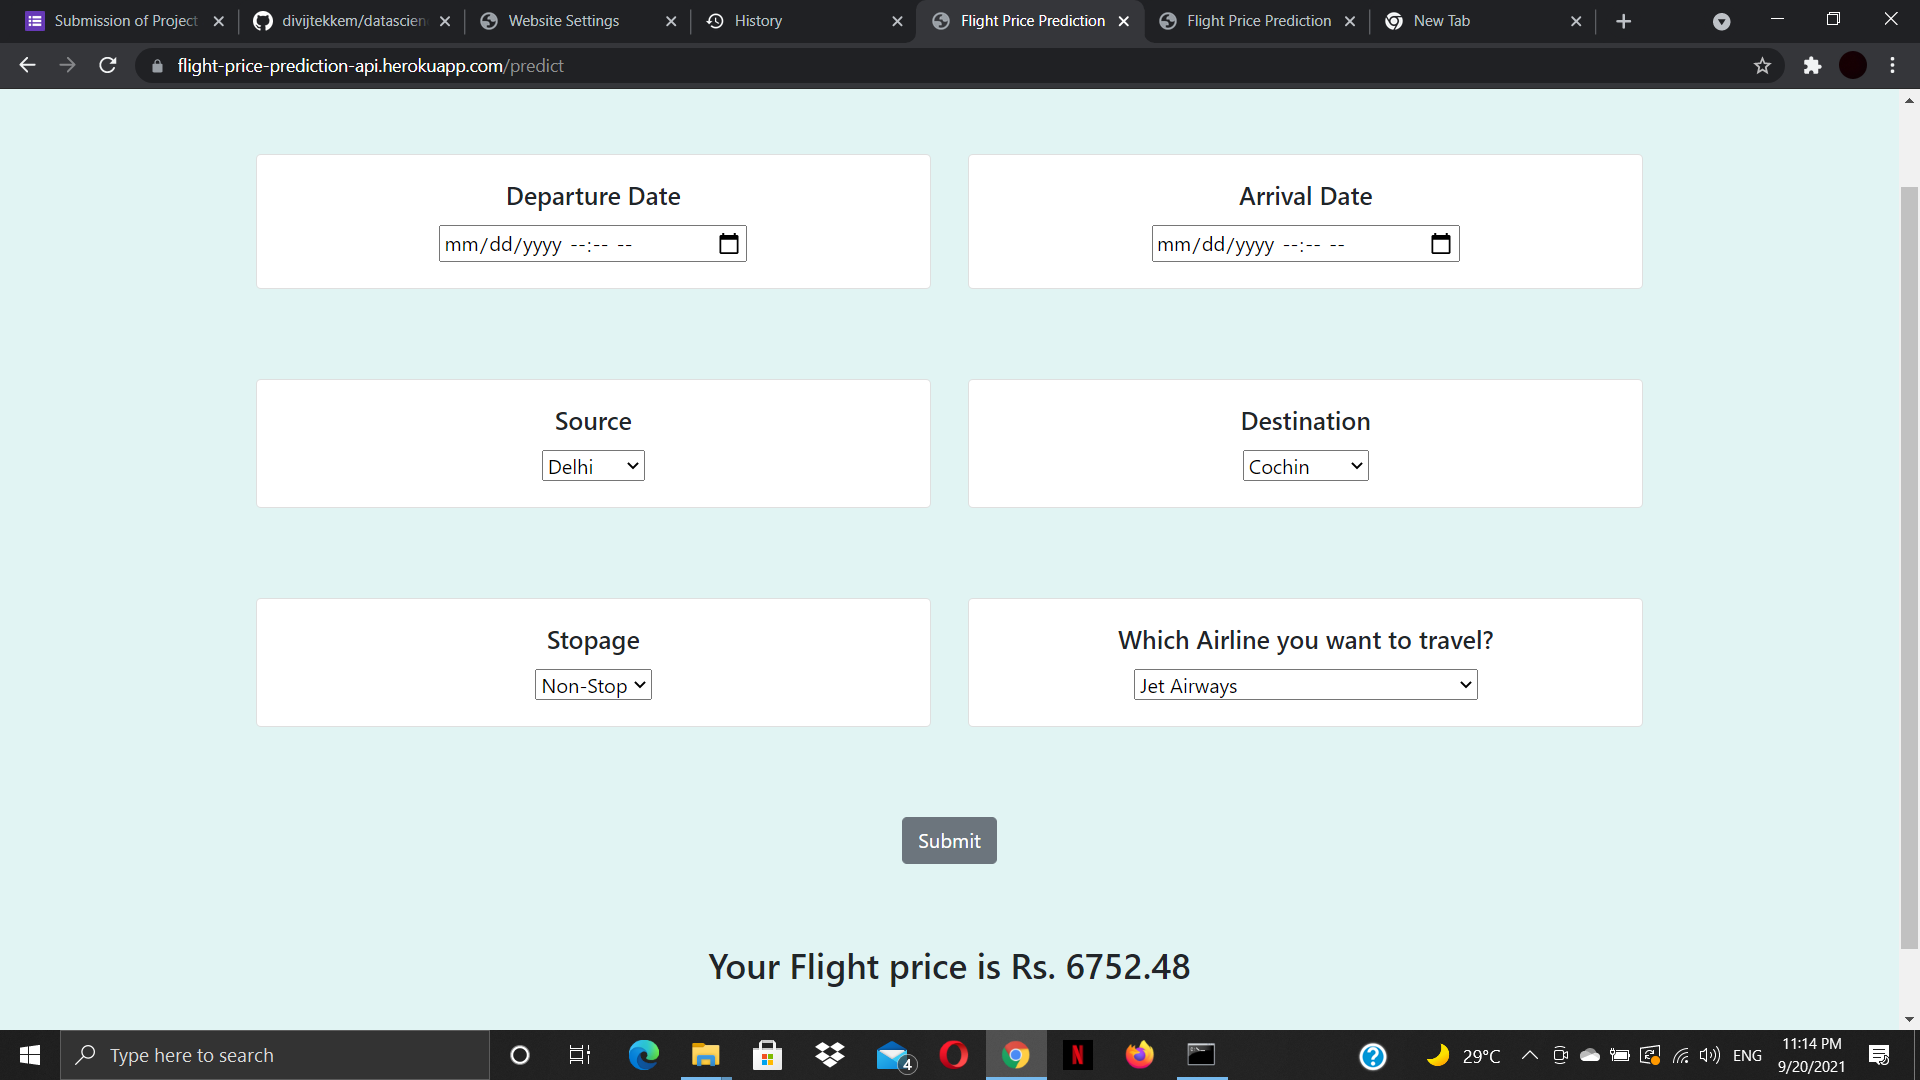 Submission of Project
divijtekkem/datascien
Website Settings
History
Flight Price Prediction
Flight Price Prediction
New Tab
flight-price-prediction-api.herokuapp.com/predict
Departure Date
Arrival Date
mm/dd/yyyy --:-- --
mm/dd/yyyy --:-- --
Source
Destination
Delhi
Cochin
Stopage
Which Airline you want to travel?
Non-Stop
Jet Airways
Submit
Your Flight price is Rs. 6752.48
Type here to search
4
N
?
29°C
ENG
11:14 PM
9/20/2021